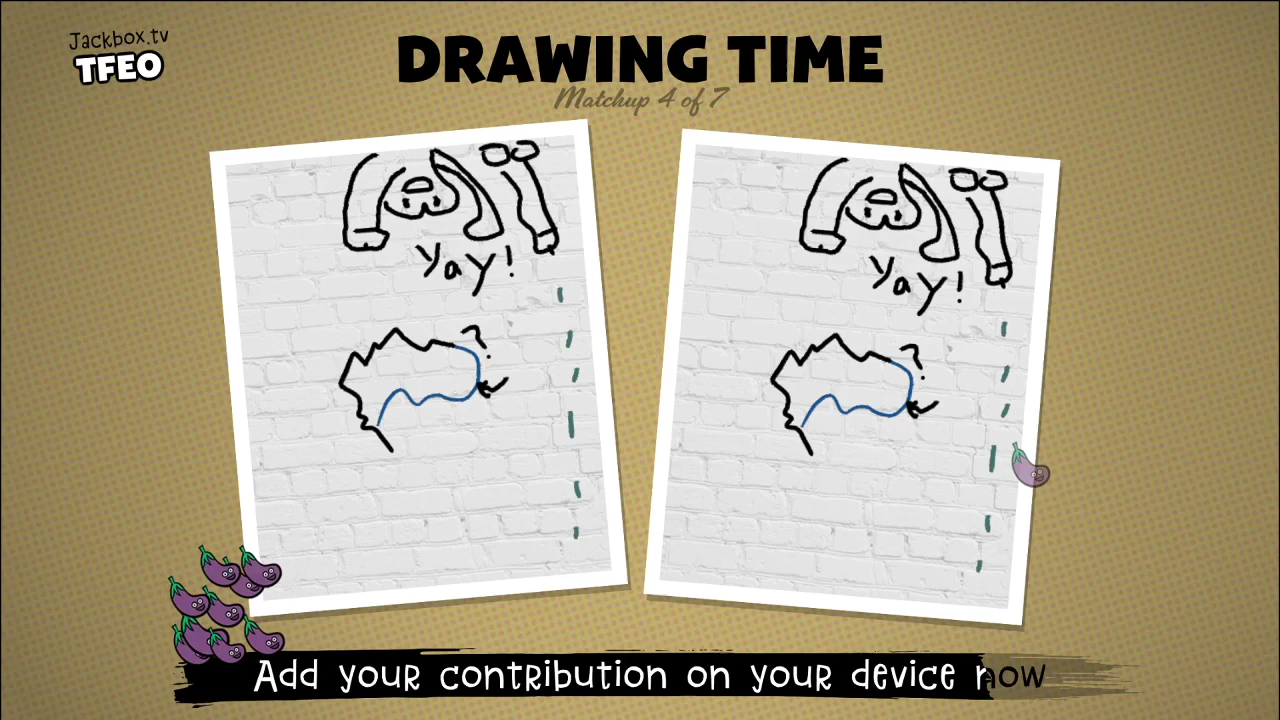 Jackbox.tv
TFEO
DRAWING TIME
Matchup 4 of 7
Yay!
?
Yay!
?
Add your contribution on your device now